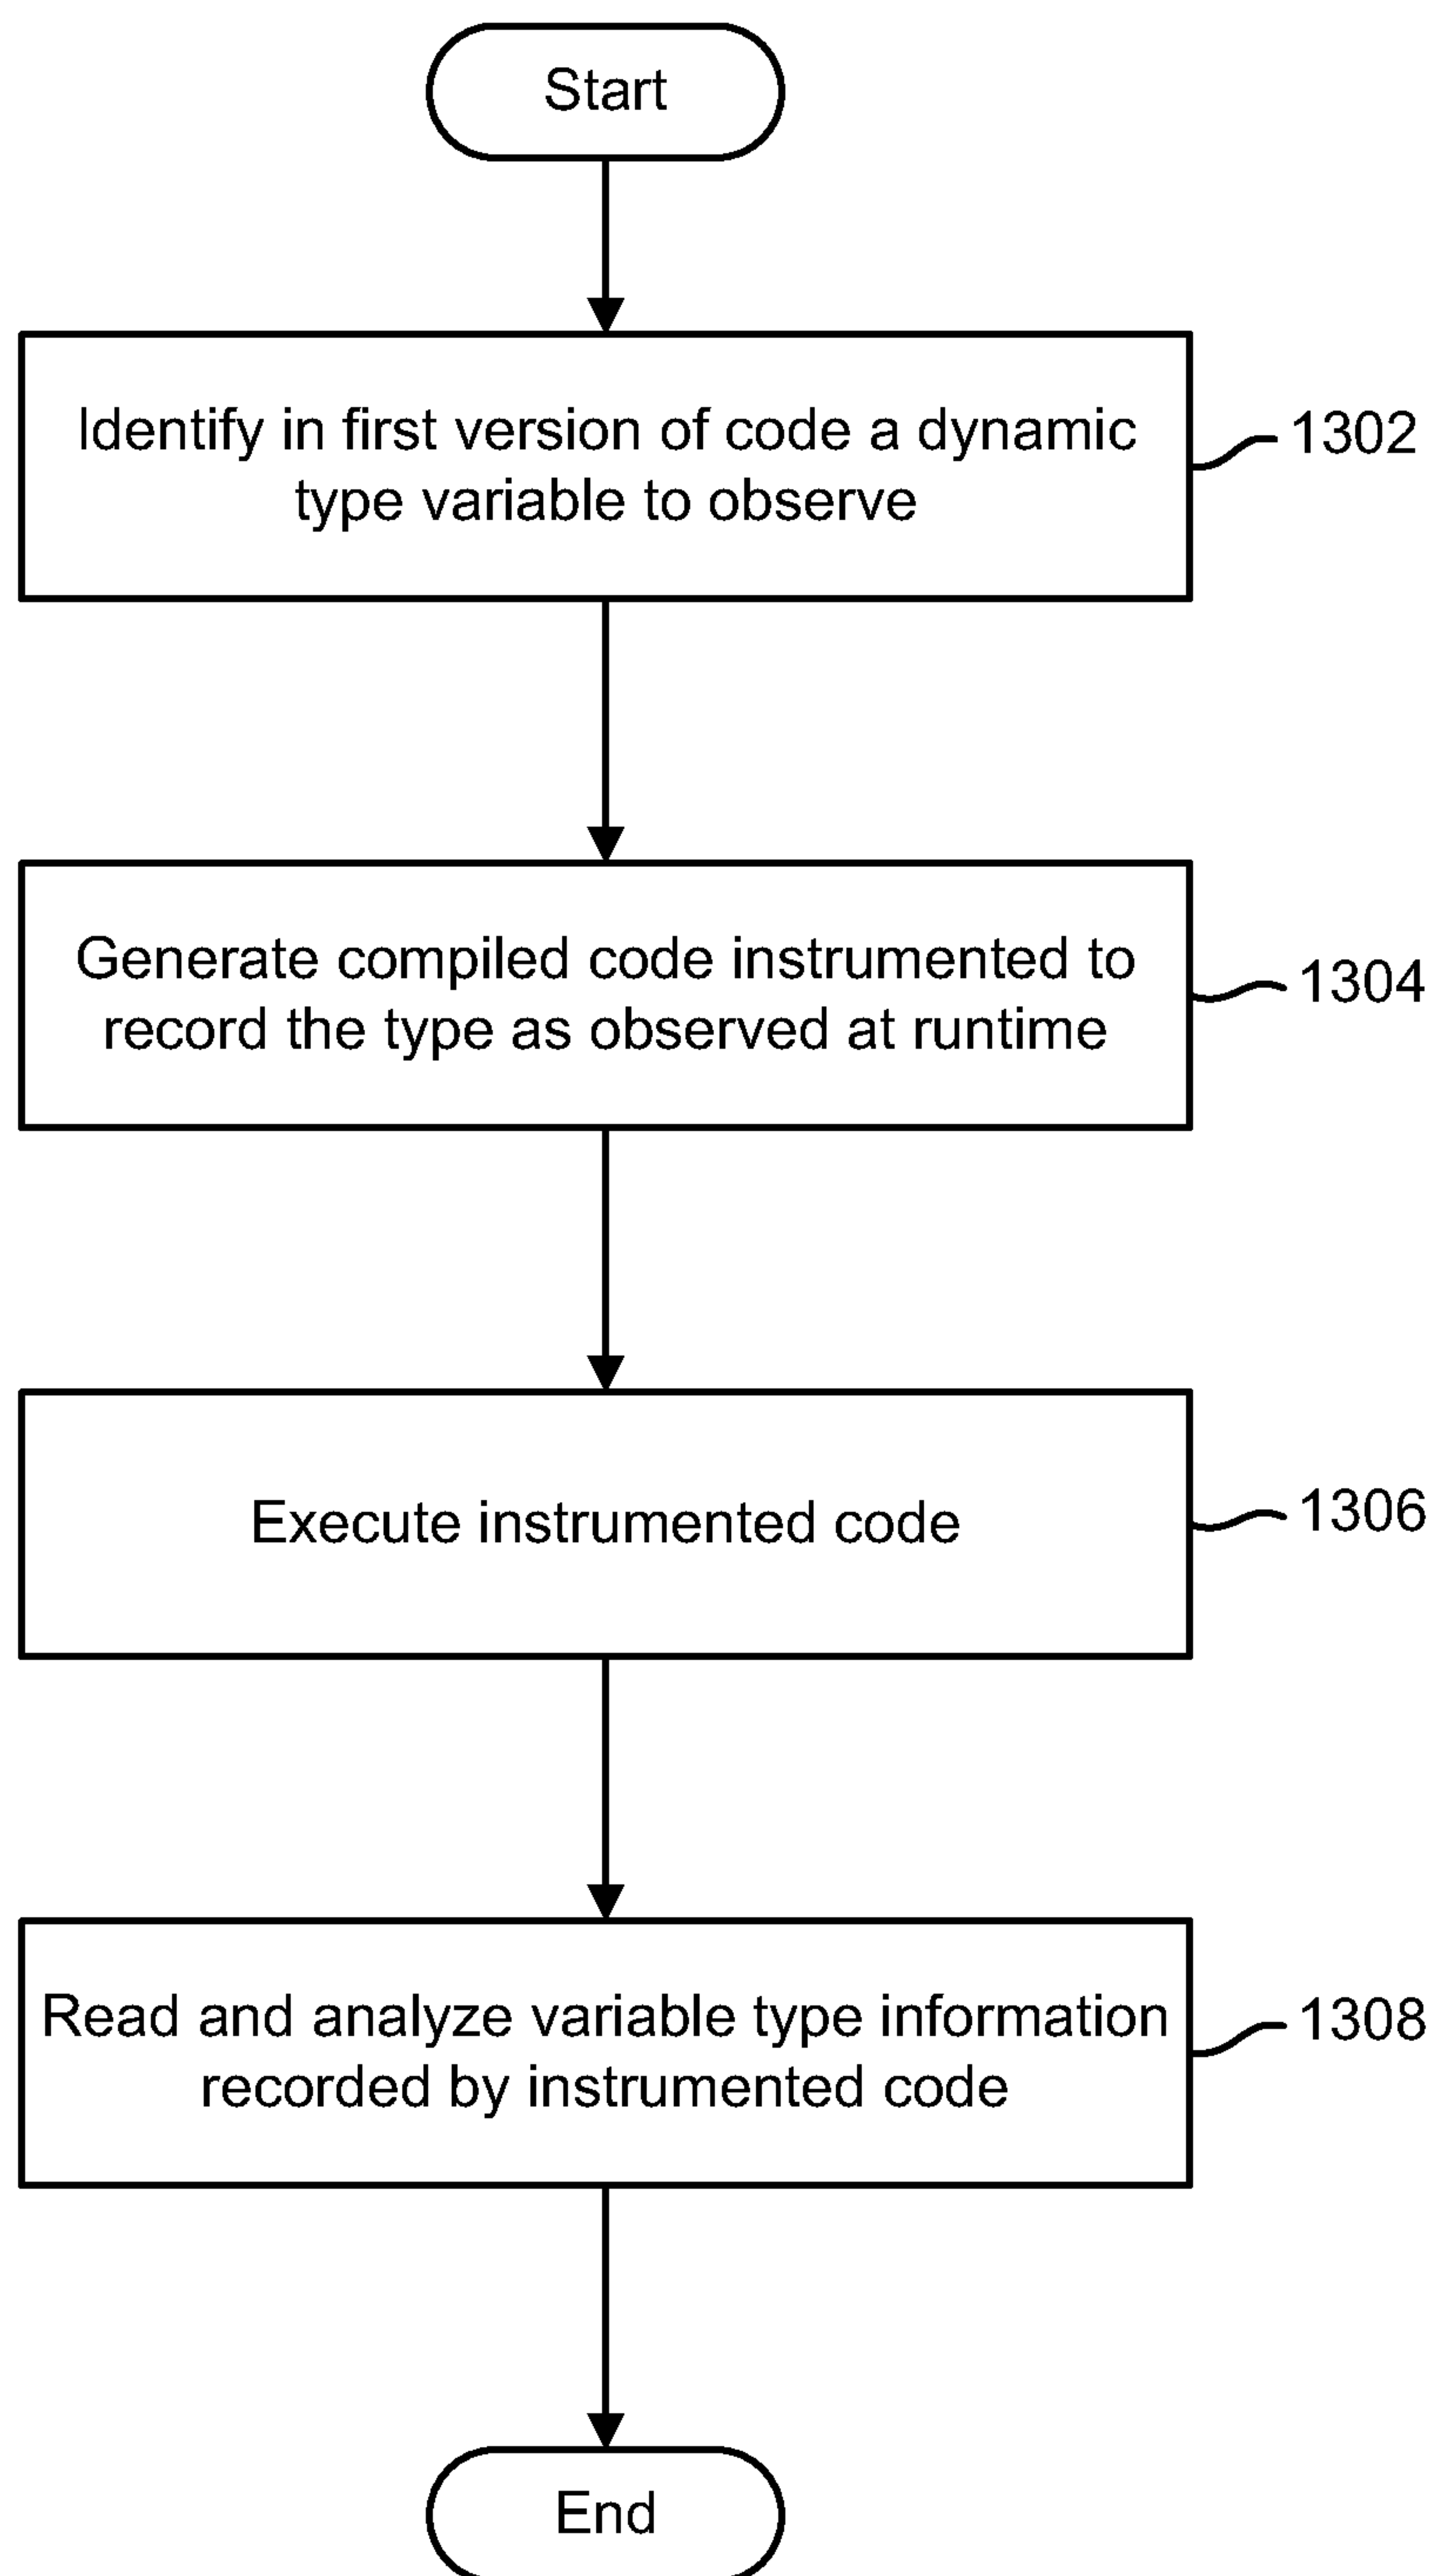 Start
Identify in first version of code a dynamic
type variable to observe
1302
Generate compiled code instrumented to
record the type as observed at runtime
1304
Execute instrumented code
1306
Read and analyze variable type information
recorded by instrumented code
1308
End